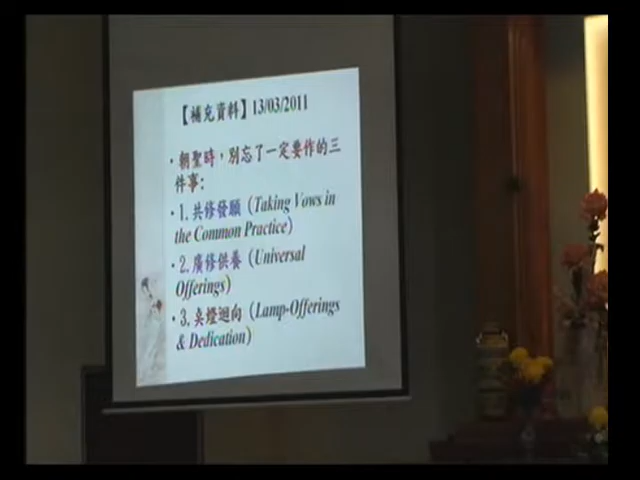 【補充資料】13/03/2011
• 朝聖時，別忘了一定要作的三
件事:
• 1. 共修發願 (Taking Vows in
the Common Practice)
• 2. 廣修供養 (Universal
Offerings)
• 3. 矣燈迴向 (Lamp-Offerings
& Dedication)